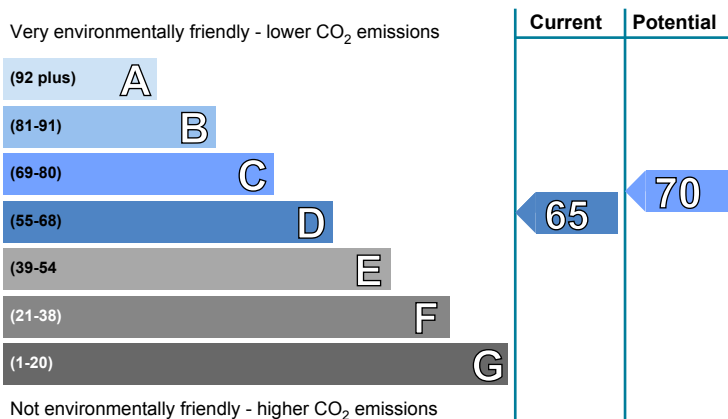 Current Potential
Very environmentally friendly - lower CO2 emissions
(92 plus) A
(81-91) B
(69-80) C
70
(55-68) D
65
(39-54 E
(21-38) F
(1-20) G
Not environmentally friendly - higher CO2 emissions